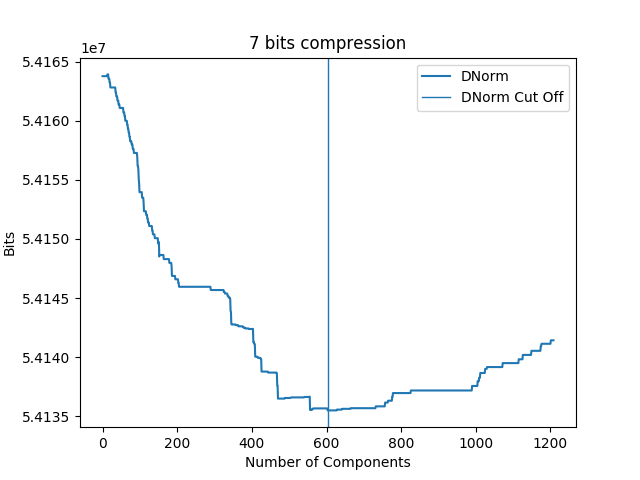 7 bits compression
1e7
5.4165
5.4160
5.4155
5.4150
5.4145
5.4140
5.4135
Bits
DNorm
DNorm Cut Off
0 200 400 600 800 1000 1200
Number of Components